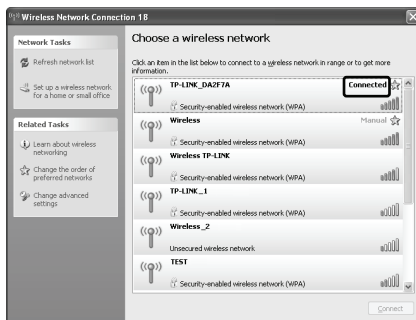 Wireless Network Connection 18
Network Tasks
Refresh network list
Set up a wireless network
for a home or small office
Related Tasks
Learn about wireless
networking
Change the order of
preferred networks
Change advanced
settings
Choose a wireless network
Click an item in the list below to connect to a wireless network in range or to get more
information.
TP-LINK_DA2F7A
Connected
Security-enabled wireless network (WPA)
Wireless
Manual
Security-enabled wireless network (WPA)
Wireless TP-LINK
Security-enabled wireless network (WPA)
TP-LINK_1
Security-enabled wireless network (WPA)
Wireless_2
Unsecured wireless network
TEST
Security-enabled wireless network (WPA)
Connect